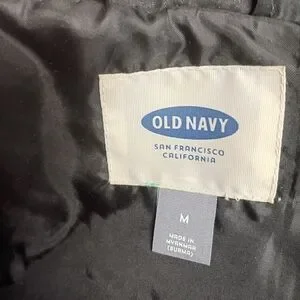 OLD NAVY
SAN FRANCISCO
CALIFORNIA
M
MADE IN
MYANMAR
(BURMA)